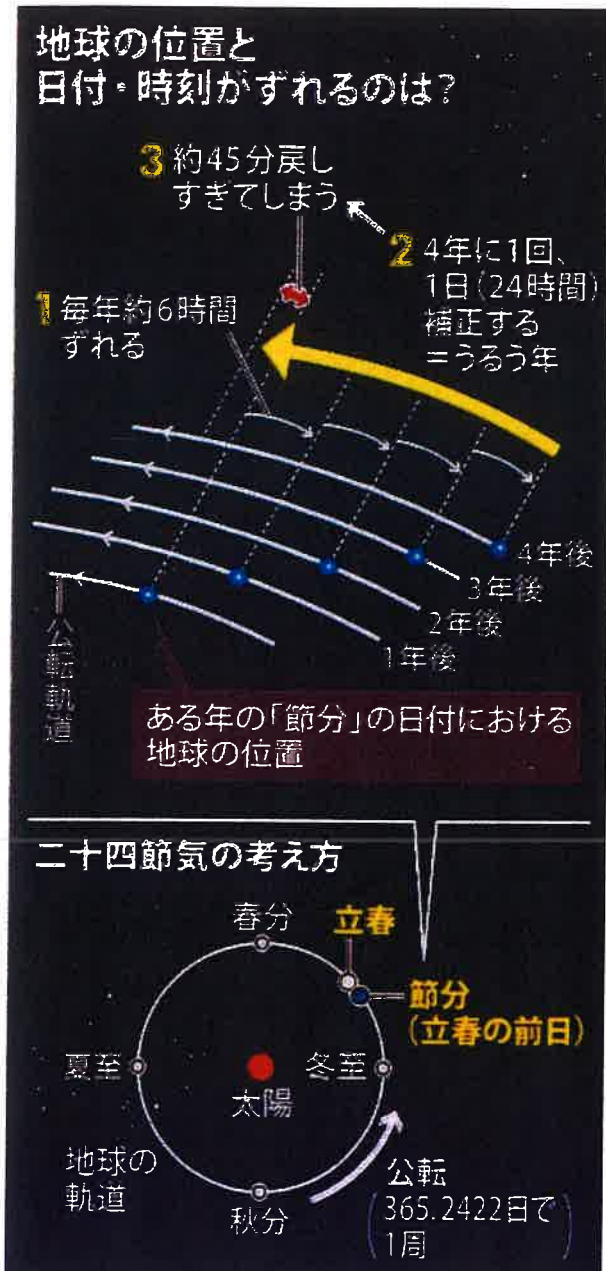 地球の位置と
日付・時刻がずれるのは?
3 約45分戻し
すぎてしまう
2 4年に1回、
1日(24時間)
補正する
=うるう年
1 毎年約6時間
ずれる
4年後
3年後
2年後
1年後
公転軌道
ある年の「節分」の日付における
地球の位置
二十四節気の考え方
春分
立春
節分
(立春の前日)
夏至
冬至
太陽
地球の
軌道
秋分
公転
(365.2422日で
1周)